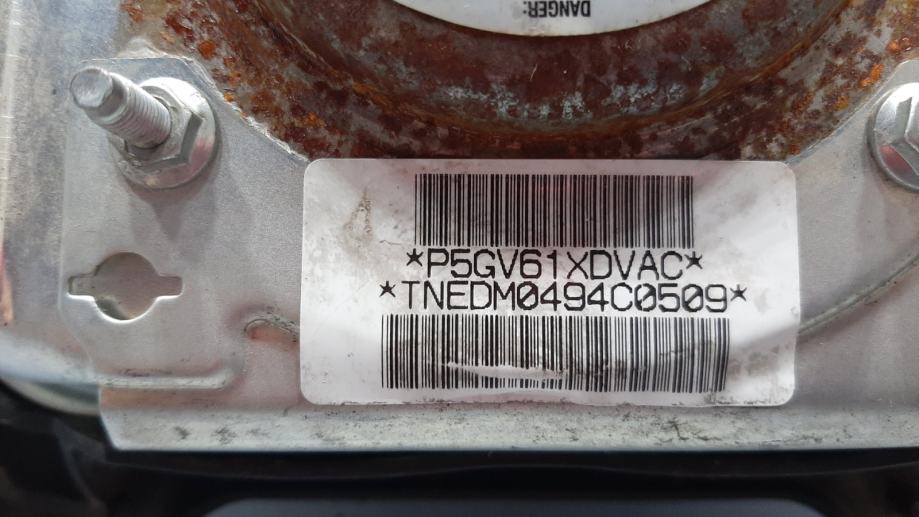 DANGER:
*P5GV61XDVAC*
*TNEDM0494C0509*